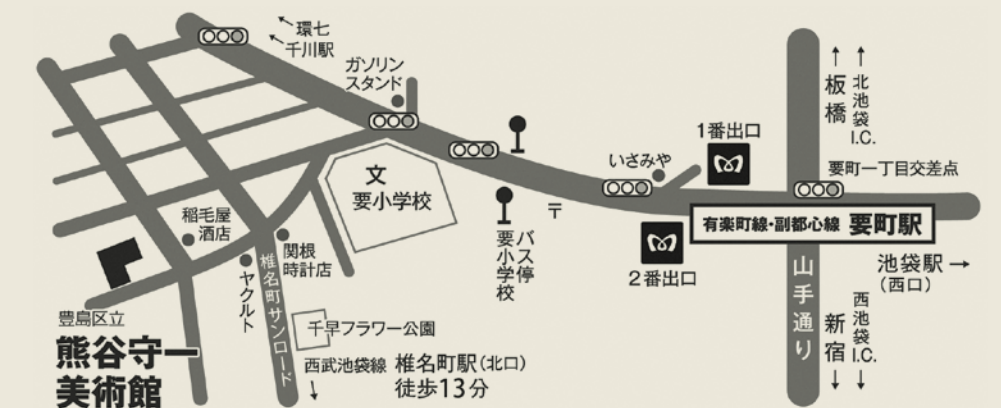 環七
千川駅
ガソリン
スタンド
1番出口
板橋
北池袋I.C.
いさみや
要町一丁目交差点
文
要小学校
〒
有楽町線・副都心線 要町駅
稲毛屋
酒店
関根
時計店
バス停
要小学校
2番出口
池袋駅→
(西口)
ヤクルト
椎名町サンロード
山手通り
新宿
西池袋I.C.
千早フラワー公園
豊島区立
熊谷守一
美術館
西武池袋線 椎名町駅(北口)
徒歩13分